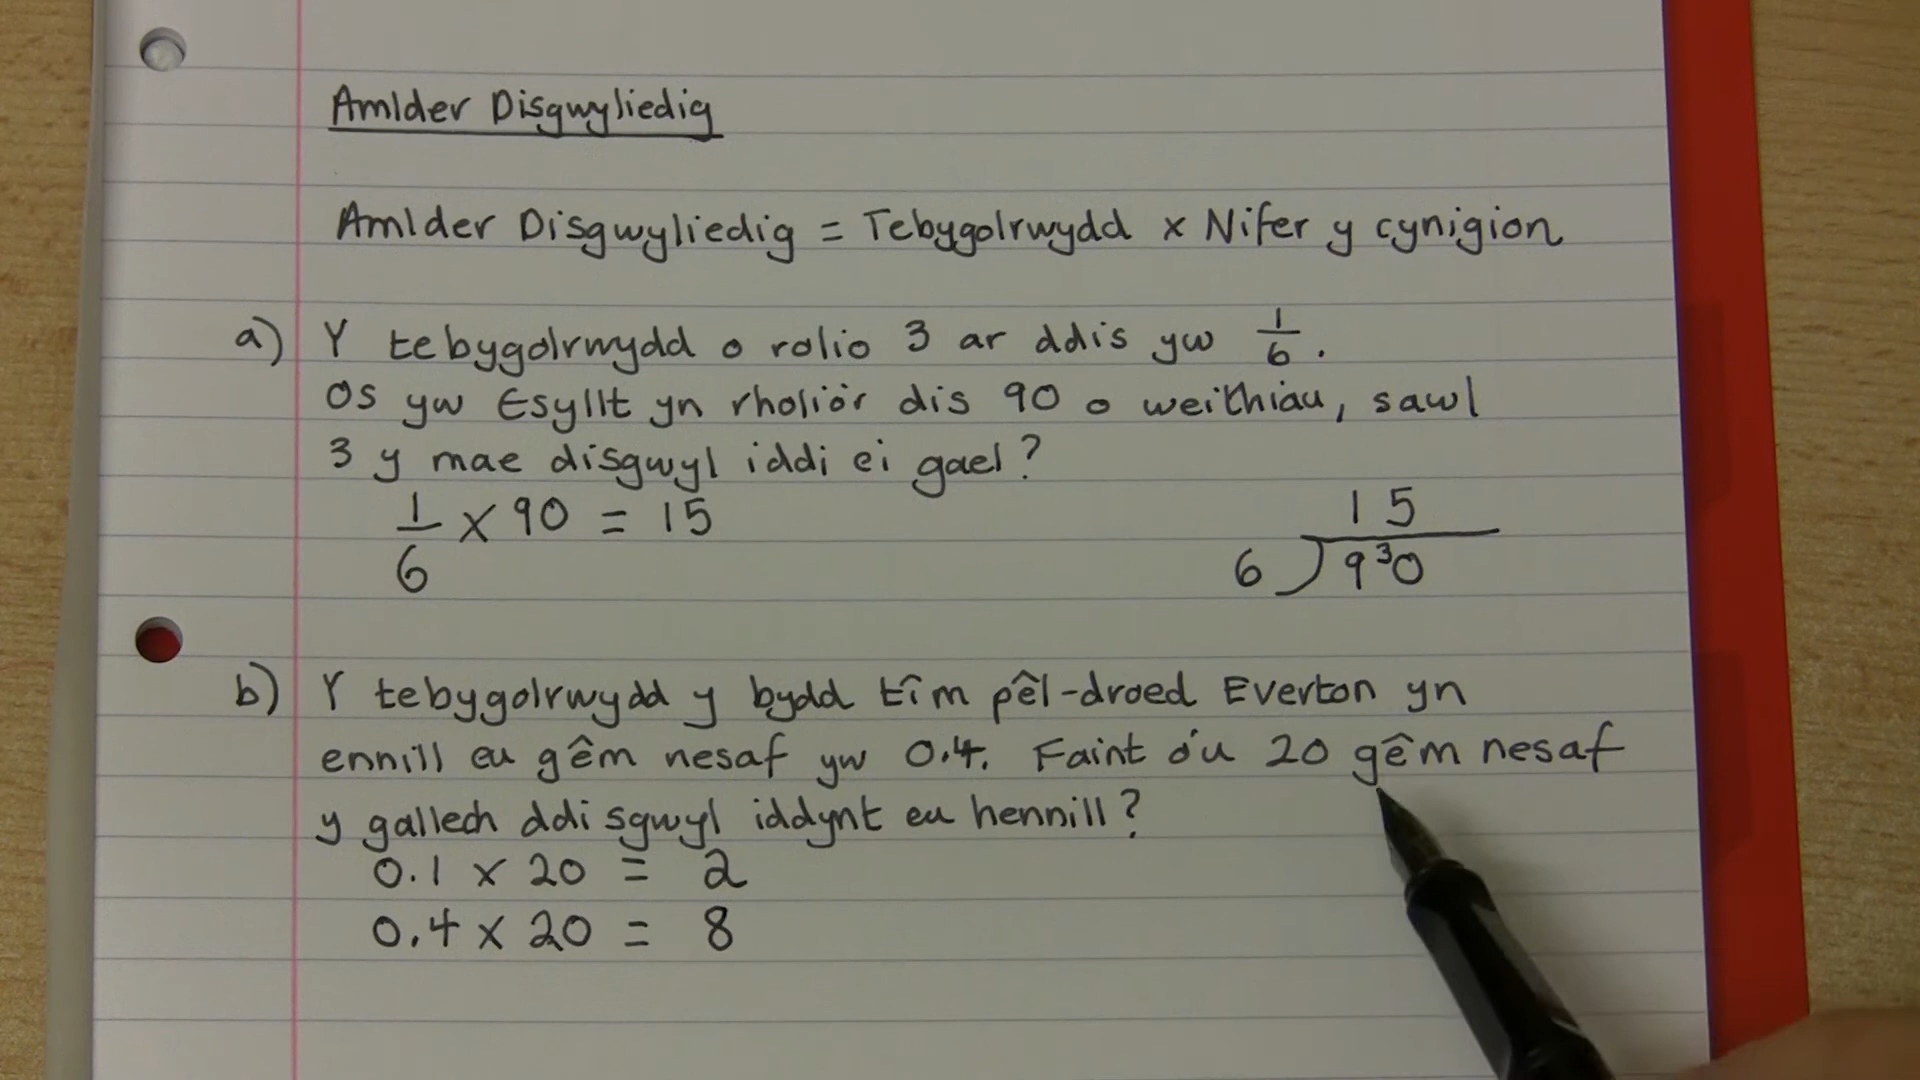 Amlder Disgwyliedig
Amlder Disgwyliedig = Tebygolrwydd x Nifer y cynigion
a) Y tebygolrwydd o rolio 3 ar ddis yw 1/6.
Os yw Esyllt yn rholio'r dis 90 o weithiau, sawl
3 y mae disgwyl iddi ei gael?
1/6 x 90 = 15
15
6 9³0
b) Y tebygolrwydd y bydd tîm pêl-droed Everton yn
ennill eu gêm nesaf yw 0.4. Faint o'u 20 gêm nesaf
y gallech ddisgwyl iddynt eu hennill?
0.1 x 20 = 2
0.4 x 20 = 8